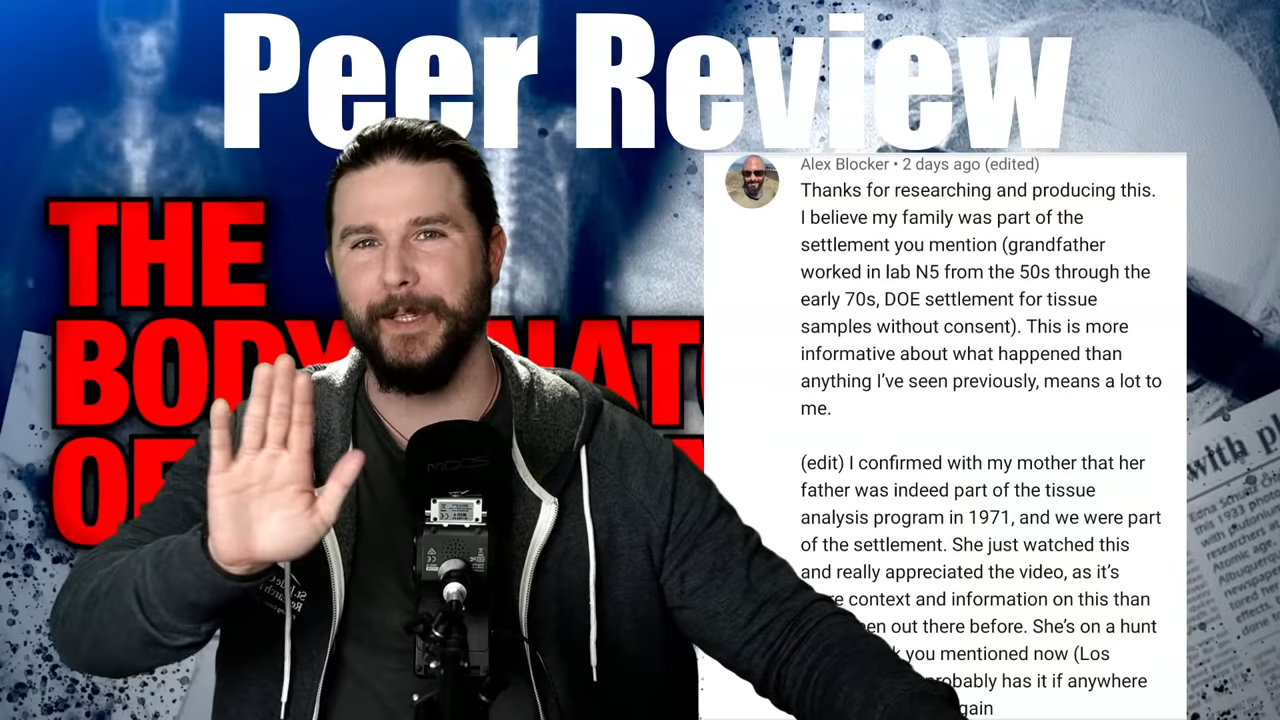 Peer Review
THE
BODY
NAT
OF
Alex Blocker • 2 days ago (edited)
Thanks for researching and producing this.
I believe my family was part of the
settlement you mention (grandfather
worked in lab N5 from the 50s through the
early 70s, DOE settlement for tissue
samples without consent). This is more
informative about what happened than
anything I've seen previously, means a lot to
me.
(edit) I confirmed with my mother that her
father was indeed part of the tissue
analysis program in 1971, and we were part
of the settlement. She just watched this
and really appreciated the video, as it's
context and information on this than
out there before. She's on a hunt
you mentioned now (Los
probably has it if anywhere
gain
with